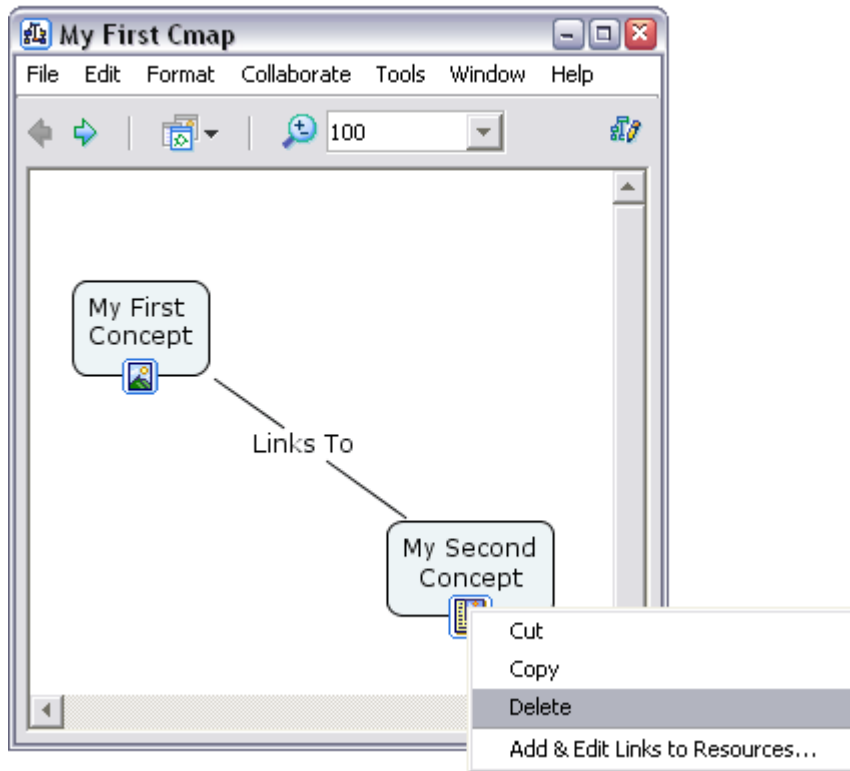 My First Cmap
File Edit Format Collaborate Tools Window Help
100
My First
Concept
Links To
My Second
Concept
Cut
Copy
Delete
Add & Edit Links to Resources...